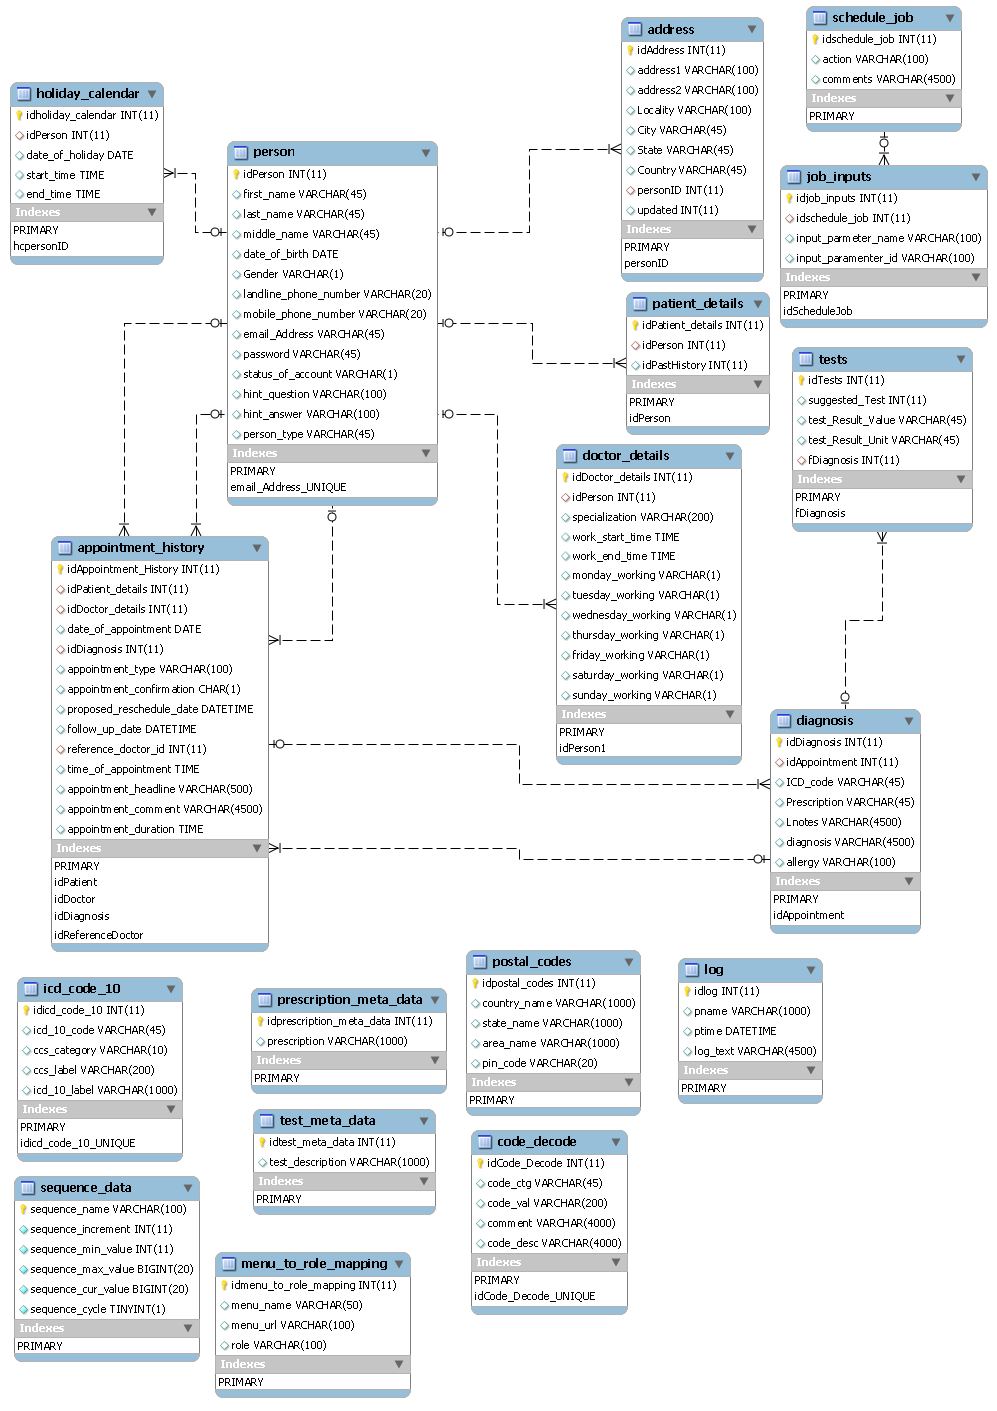 holiday_calendar
idholiday_calendar INT(11)
idPerson INT(11)
date_of_holiday DATE
start_time TIME
end_time TIME
Indexes
PRIMARY
hcpersonID
person
idPerson INT(11)
first_name VARCHAR(45)
last_name VARCHAR(45)
middle_name VARCHAR(45)
date_of_birth DATE
Gender VARCHAR(1)
landline_phone_number VARCHAR(20)
mobile_phone_number VARCHAR(20)
email_Address VARCHAR(45)
password VARCHAR(45)
status_of_account VARCHAR(1)
hint_question VARCHAR(100)
hint_answer VARCHAR(100)
person_type VARCHAR(45)
Indexes
PRIMARY
email_Address_UNIQUE
address
idAddress INT(11)
address1 VARCHAR(100)
address2 VARCHAR(100)
Locality VARCHAR(100)
City VARCHAR(45)
State VARCHAR(45)
Country VARCHAR(45)
personID INT(11)
updated INT(11)
Indexes
PRIMARY
personID
schedule_job
idschedule_job INT(11)
action VARCHAR(100)
comments VARCHAR(4500)
Indexes
PRIMARY
job_inputs
idjob_inputs INT(11)
idschedule_job INT(11)
input_parmeter_name VARCHAR(100)
input_paramenter_id VARCHAR(100)
Indexes
PRIMARY
idScheduleJob
patient_details
idPatient_details INT(11)
idPerson INT(11)
idPastHistory INT(11)
Indexes
PRIMARY
idPerson
tests
idTests INT(11)
suggested_Test INT(11)
test_Result_Value VARCHAR(45)
test_Result_Unit VARCHAR(45)
fDiagnosis INT(11)
Indexes
PRIMARY
fDiagnosis
doctor_details
idDoctor_details INT(11)
idPerson INT(11)
specialization VARCHAR(200)
work_start_time TIME
work_end_time TIME
monday_working VARCHAR(1)
tuesday_working VARCHAR(1)
wednesday_working VARCHAR(1)
thursday_working VARCHAR(1)
friday_working VARCHAR(1)
saturday_working VARCHAR(1)
sunday_working VARCHAR(1)
Indexes
PRIMARY
idPerson1
appointment_history
idAppointment_History INT(11)
idPatient_details INT(11)
idDoctor_details INT(11)
date_of_appointment DATE
idDiagnosis INT(11)
appointment_type VARCHAR(100)
appointment_confirmation CHAR(1)
proposed_reschedule_date DATETIME
follow_up_date DATETIME
reference_doctor_id INT(11)
time_of_appointment TIME
appointment_headline VARCHAR(500)
appointment_comment VARCHAR(4500)
appointment_duration TIME
Indexes
PRIMARY
idPatient
idDoctor
idDiagnosis
idReferenceDoctor
diagnosis
idDiagnosis INT(11)
idAppointment INT(11)
ICD_code VARCHAR(45)
Prescription VARCHAR(45)
Lnotes VARCHAR(4500)
diagnosis VARCHAR(4500)
allergy VARCHAR(100)
Indexes
PRIMARY
idAppointment
icd_code_10
idicd_code_10 INT(11)
icd_10_code VARCHAR(45)
ccs_category VARCHAR(10)
ccs_label VARCHAR(200)
icd_10_label VARCHAR(1000)
Indexes
PRIMARY
idicd_code_10_UNIQUE
prescription_meta_data
idprescription_meta_data INT(11)
prescription VARCHAR(1000)
Indexes
PRIMARY
postal_codes
idpostal_codes INT(11)
country_name VARCHAR(1000)
state_name VARCHAR(1000)
area_name VARCHAR(1000)
pin_code VARCHAR(20)
Indexes
PRIMARY
log
idlog INT(11)
pname VARCHAR(1000)
ptime DATETIME
log_text VARCHAR(4500)
Indexes
PRIMARY
test_meta_data
idtest_meta_data INT(11)
test_description VARCHAR(1000)
Indexes
PRIMARY
code_decode
idCode_Decode INT(11)
code_ctg VARCHAR(45)
code_val VARCHAR(200)
comment VARCHAR(4000)
code_desc VARCHAR(4000)
Indexes
PRIMARY
idCode_Decode_UNIQUE
sequence_data
sequence_name VARCHAR(100)
sequence_increment INT(11)
sequence_min_value INT(11)
sequence_max_value BIGINT(20)
sequence_cur_value BIGINT(20)
sequence_cycle TINYINT(1)
Indexes
PRIMARY
menu_to_role_mapping
idmenu_to_role_mapping INT(11)
menu_name VARCHAR(50)
menu_url VARCHAR(100)
role VARCHAR(100)
Indexes
PRIMARY